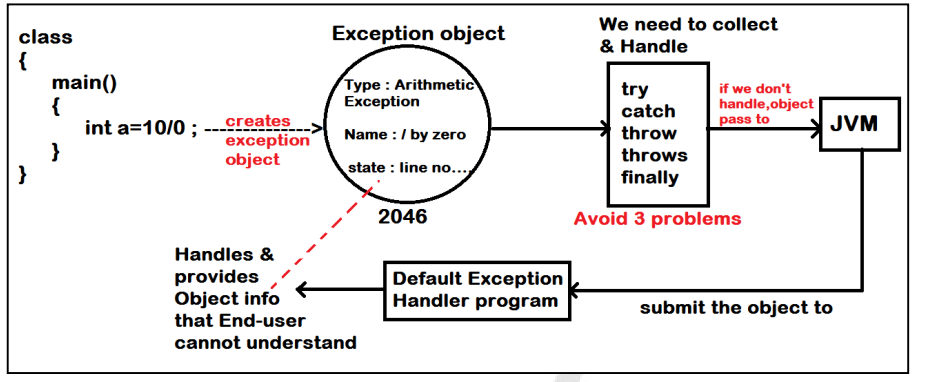 class
{
main()
{
int a=10/0 ;
}
}
creates
exception
object
Exception object
Type : Arithmetic
Exception
Name : / by zero
state : line no....
2046
We need to collect
& Handle
try
catch
throw
throws
finally
Avoid 3 problems
if we don't
handle,object
pass to
JVM
submit the object to
Default Exception
Handler program
Handles &
provides
Object info
that End-user
cannot understand